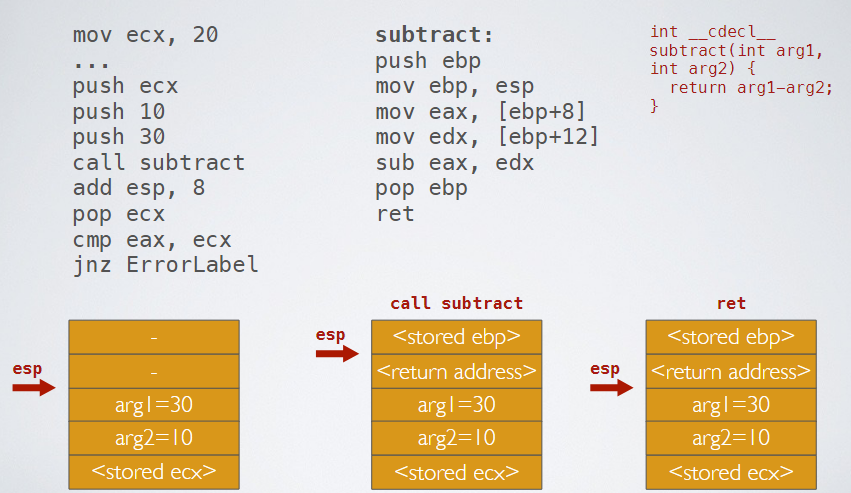 mov ecx, 20
...
push ecx
push 10
push 30
call subtract
add esp, 8
pop ecx
cmp eax, ecx
jnz ErrorLabel
subtract:
push ebp
mov ebp, esp
mov eax, [ebp+8]
mov edx, [ebp+12]
sub eax, edx
pop ebp
ret
int __cdecl__
subtract(int arg1,
int arg2) {
return arg1-arg2;
}
esp
-
-
arg1=30
arg2=10
<stored ecx>
call subtract
esp
<stored ebp>
<return address>
arg1=30
arg2=10
<stored ecx>
ret
esp
<stored ebp>
<return address>
arg1=30
arg2=10
<stored ecx>